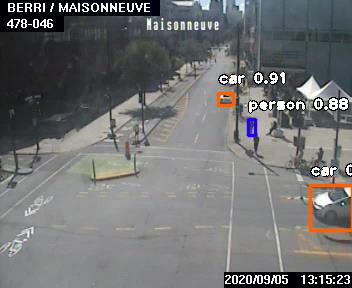 BERRI / MAISONNEUVE
478-046
Maisonneuve
car 0.91
person 0.88
car 0
2020/09/05 13:15:23